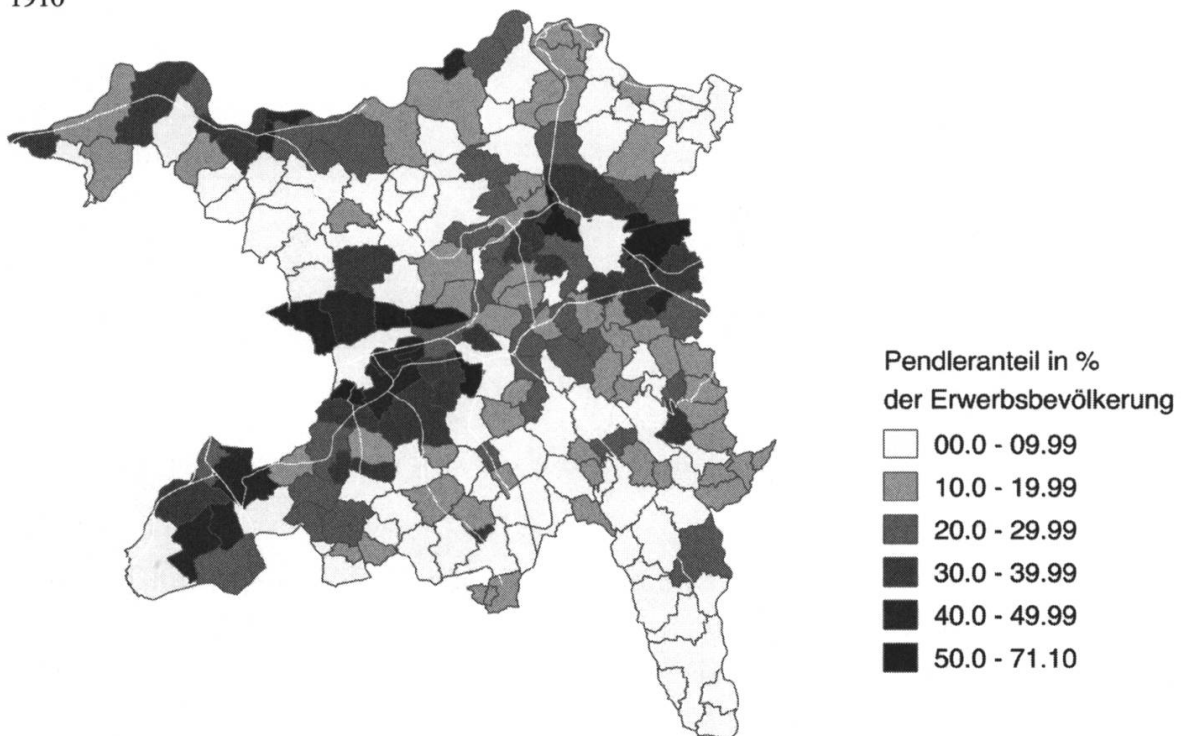 1910
Pendleranteil in %
der Erwerbsbevölkerung
00.0 - 09.99
10.0 - 19.99
20.0 - 29.99
30.0 - 39.99
40.0 - 49.99
50.0 - 71.10